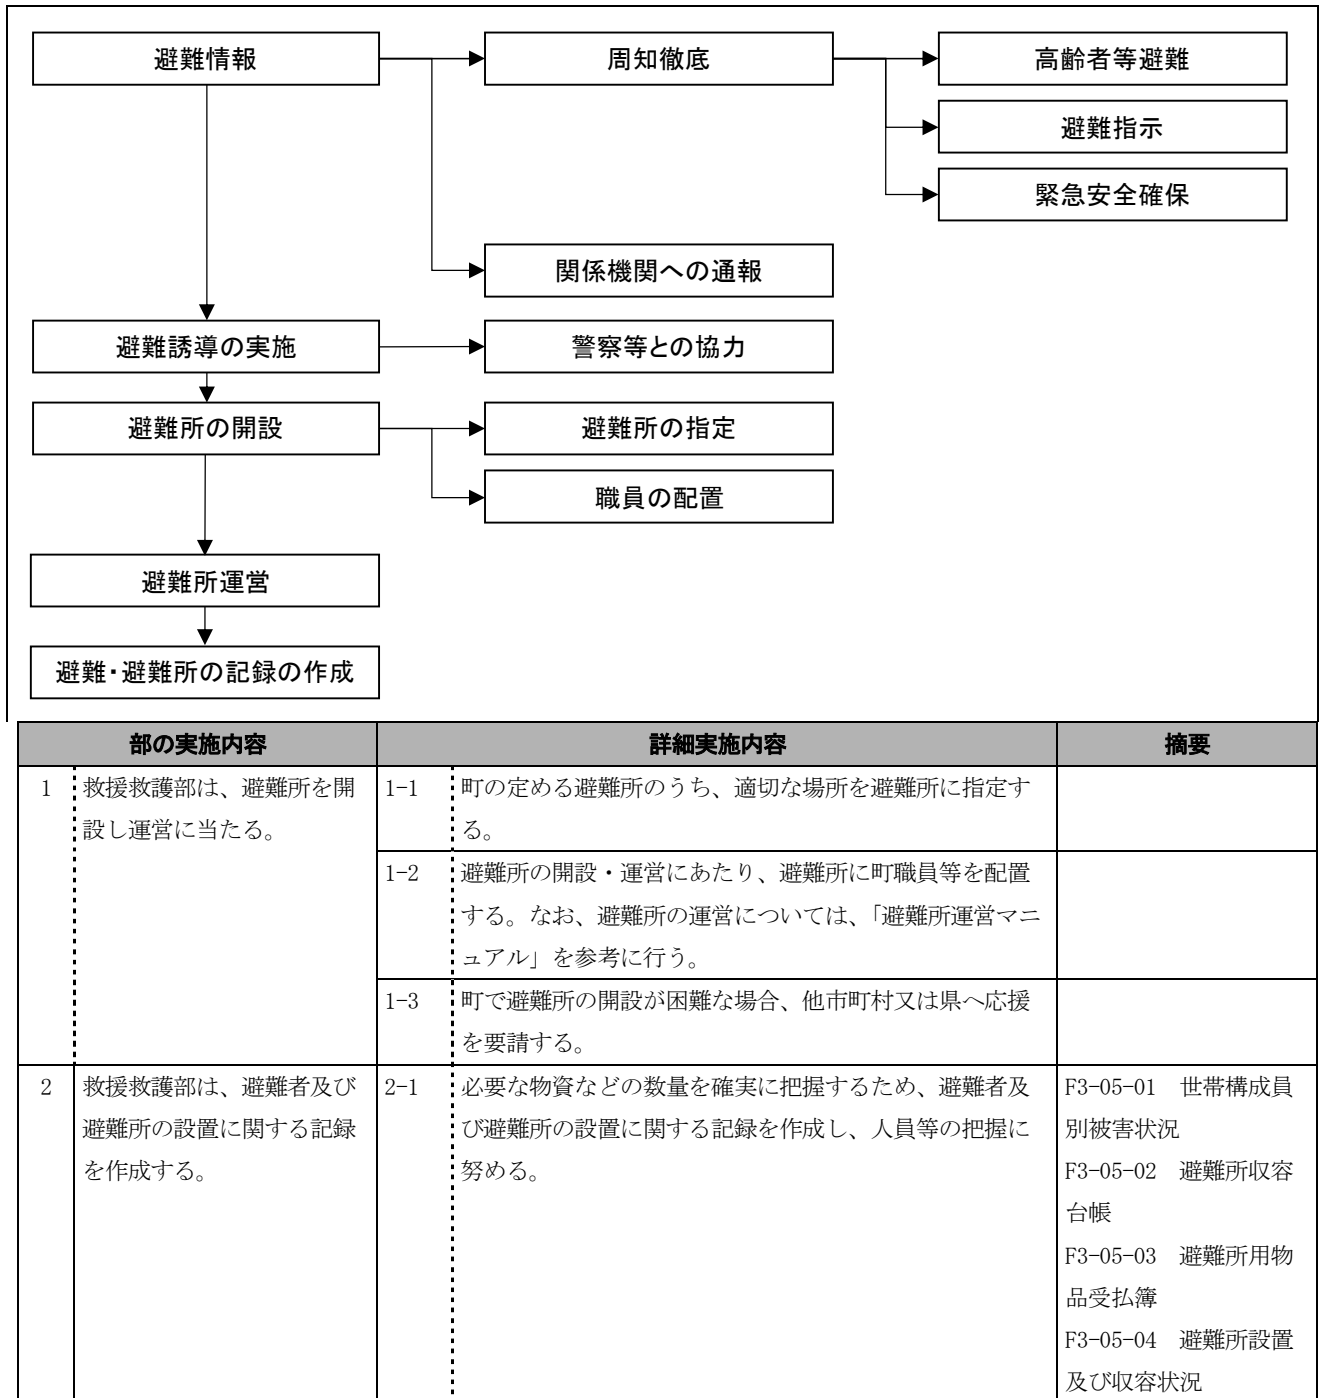 避難情報
周知徹底
高齢者等避難
避難指示
緊急安全確保
関係機関への通報
避難誘導の実施
警察等との協力
避難所の開設
避難所の指定
職員の配置
避難所運営
避難・避難所の記録の作成
部の実施内容 詳細実施内容 摘要
1 救援救護部は、避難所を開
設し運営に当たる。
1-1 町の定める避難所のうち、適切な場所を避難所に指定す
る。
1-2 避難所の開設・運営にあたり、避難所に町職員等を配置
する。なお、避難所の運営については、「避難所運営マニ
ュアル」を参考に行う。
1-3 町で避難所の開設が困難な場合、他市町村又は県へ応援
を要請する。
2 救援救護部は、避難者及び
避難所の設置に関する記録
を作成する。
2-1 必要な物資などの数量を確実に把握するため、避難者及
び避難所の設置に関する記録を作成し、人員等の把握に
努める。
F3-05-01 世帯構成員
別被害状況
F3-05-02 避難所収容
台帳
F3-05-03 避難所用物
品受払簿
F3-05-04 避難所設置
及び収容状況